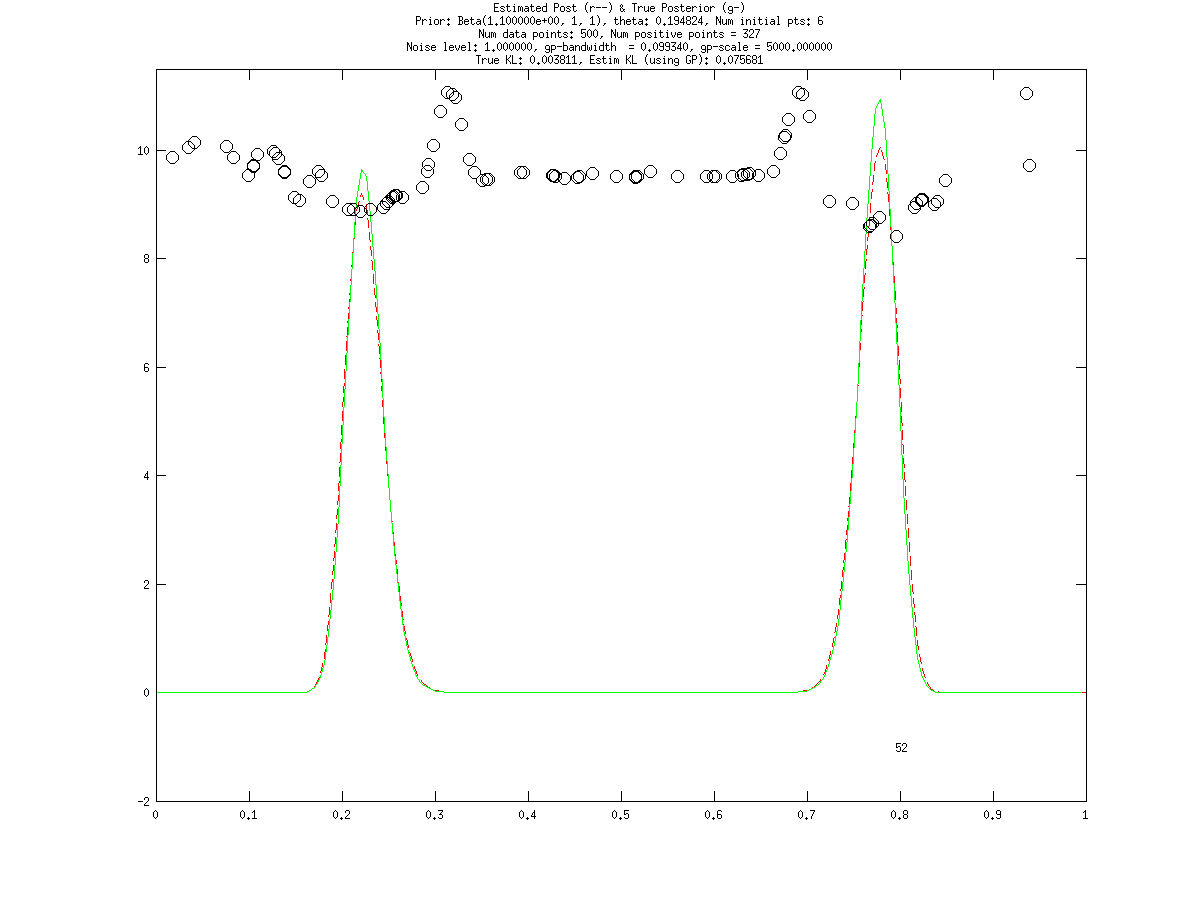 Estimated Post (r--) & True Posterior (g-)
Prior: Beta(1.100000e+00, 1, 1), theta: 0.194824, Num initial pts: 6
Num data points: 500, Num positive points = 327
Noise level: 1.000000, gp-bandwidth  = 0.099340, gp-scale = 5000.000000
True KL: 0.003811, Estim KL (using GP): 0.075681
10
8
6
4
2
0
52
-2
0 0.1 0.2 0.3 0.4 0.5 0.6 0.7 0.8 0.9 1